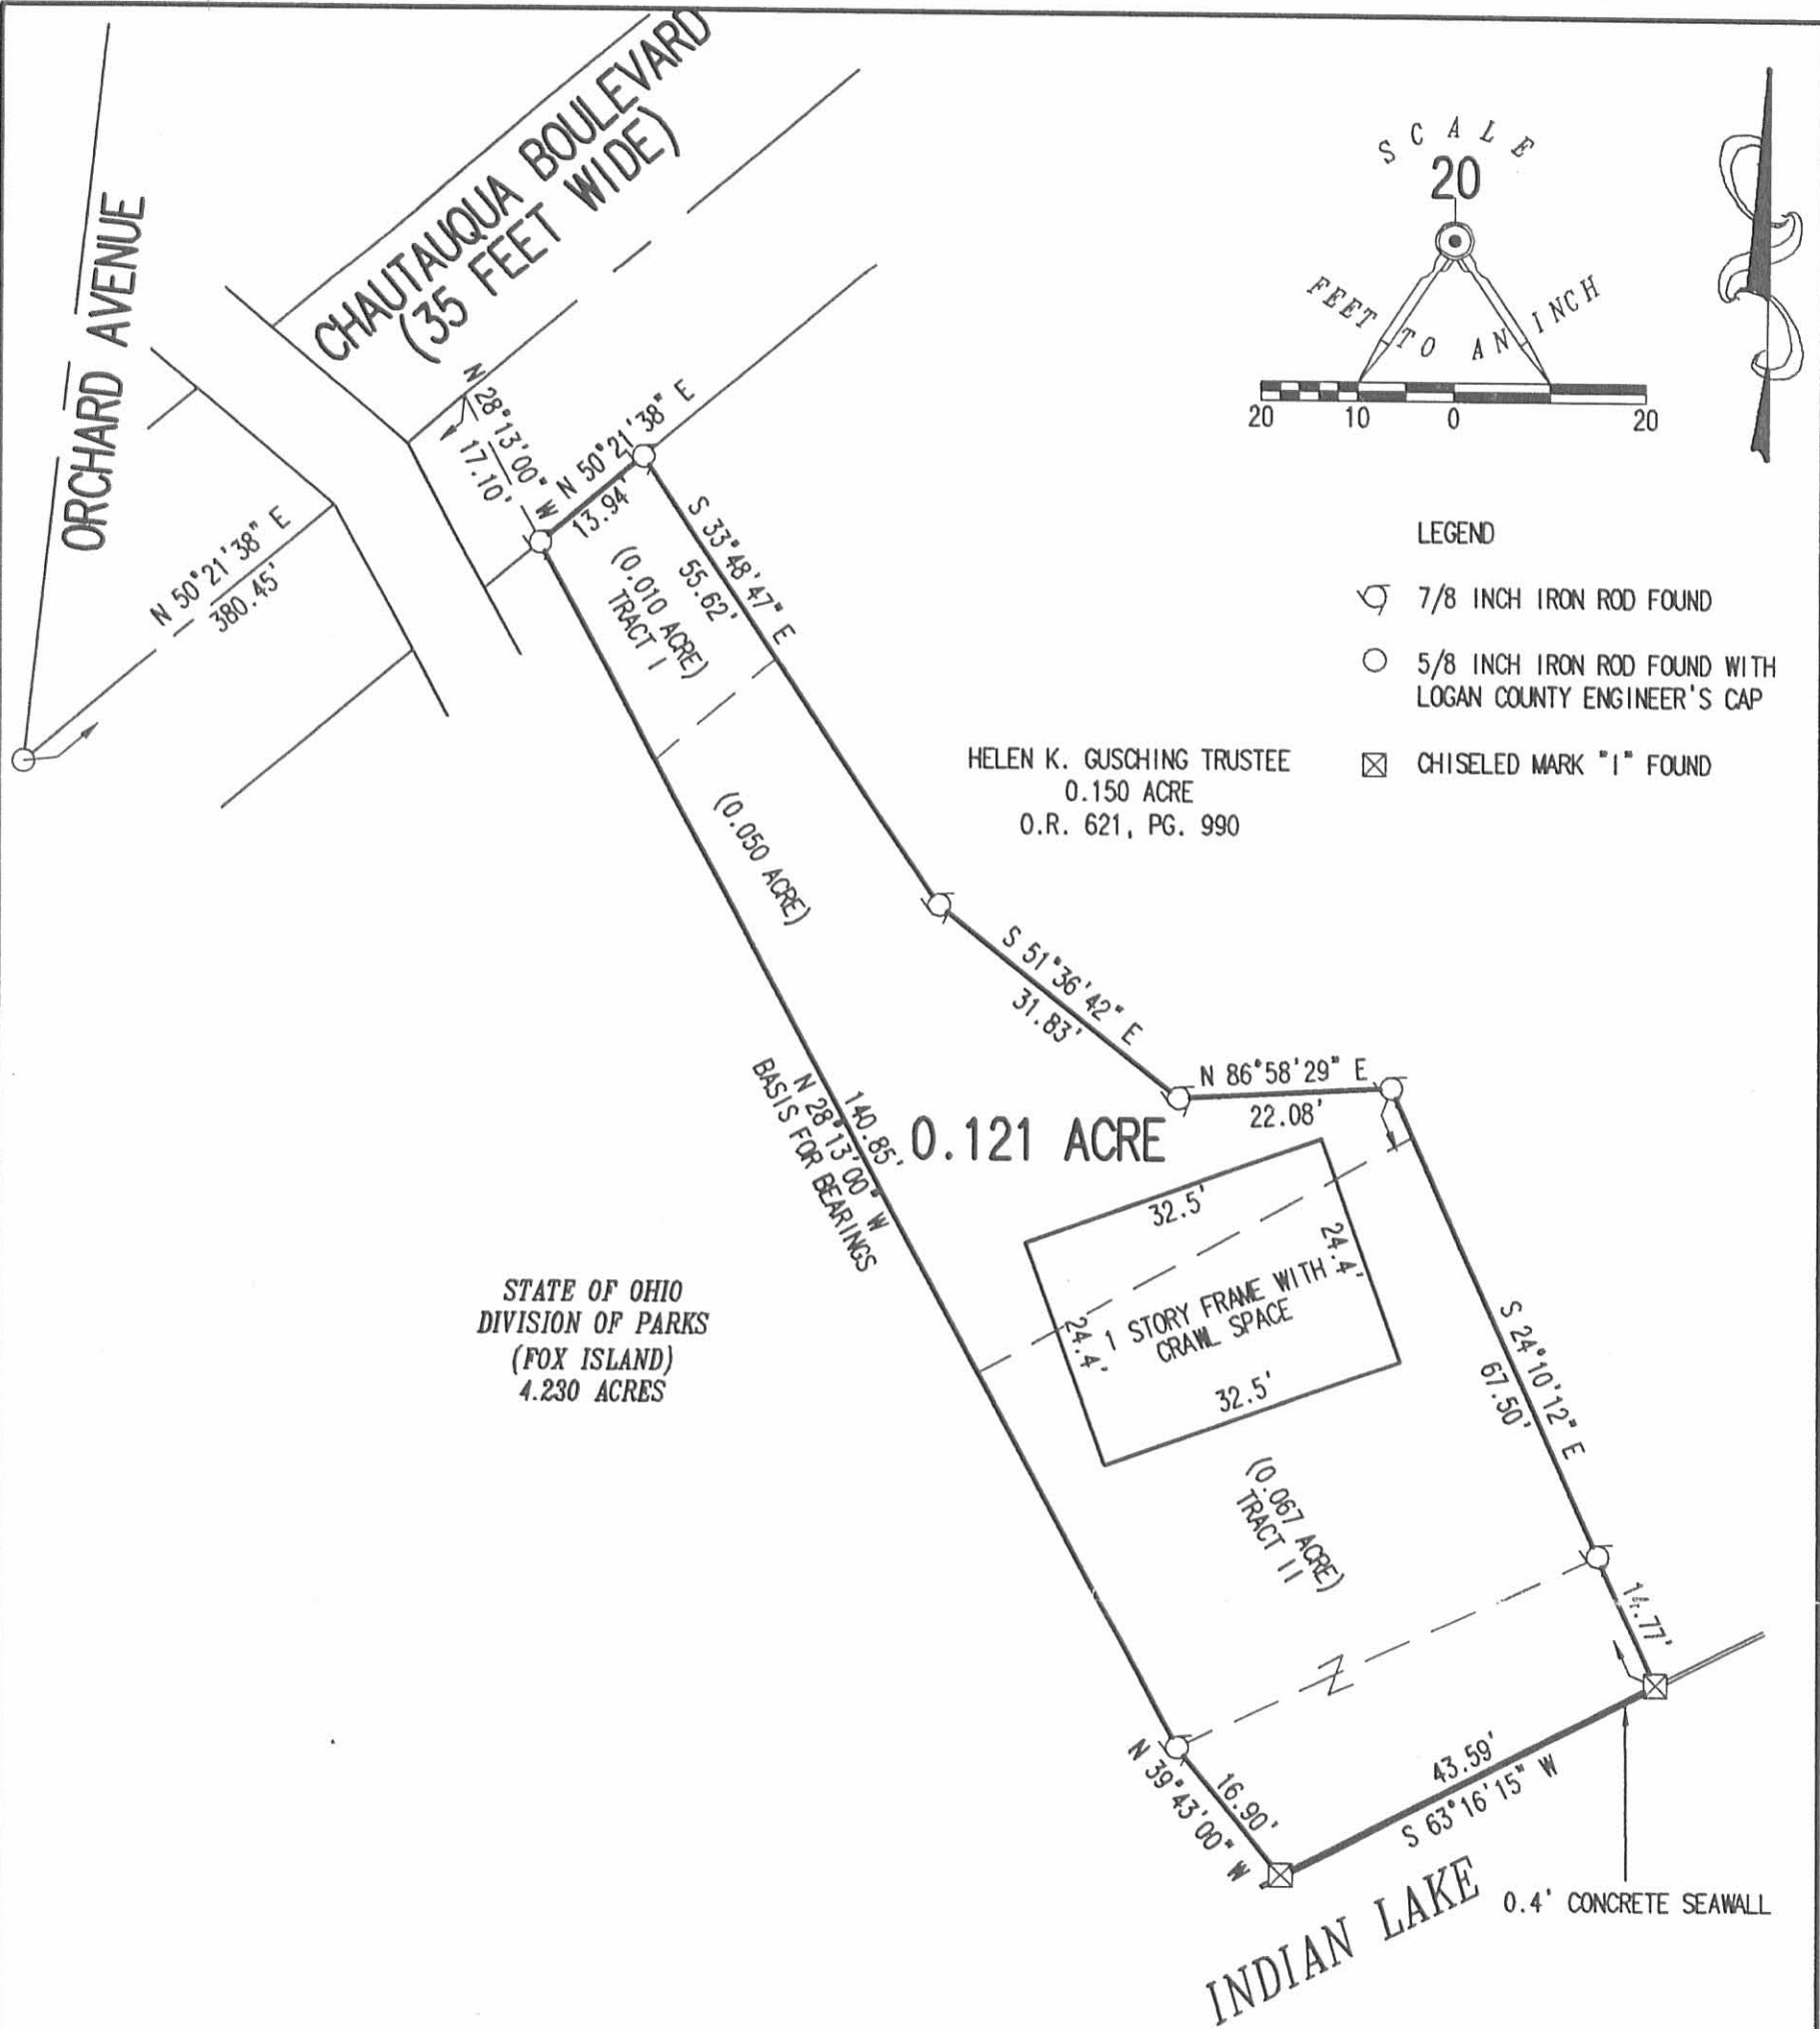 CHAUTAUQUA BOULEVARD
(35 FEET WIDE)
ORCHARD AVENUE
SCALE
20
FEET TO AN INCH
20 10 0 20
N 28°13'00" W
17.10'
N 50°21'38" E
13.94'
N 50°21'38" E
380.45'
S 33°48'47" E
55.62'
(0.010 ACRE)
TRACT I
LEGEND
7/8 INCH IRON ROD FOUND
5/8 INCH IRON ROD FOUND WITH
LOGAN COUNTY ENGINEER'S CAP
CHISELED MARK "I" FOUND
HELEN K. GUSCHING TRUSTEE
0.150 ACRE
O.R. 621, PG. 990
(0.050 ACRE)
S 51°36'42" E
31.83'
N 86°58'29" E
22.08'
140.85'
N 28°13'00" W
BASIS FOR BEARINGS
0.121 ACRE
32.5'
24.4'
1 STORY FRAME WITH
CRAWL SPACE
24.4'
32.5'
STATE OF OHIO
DIVISION OF PARKS
(FOX ISLAND)
4.230 ACRES
S 24°10'12" E
67.50'
(0.067 ACRE)
TRACT II
14.77'
Z
16.90'
N 39°43'00" W
43.59'
S 63°16'15" W
0.4' CONCRETE SEAWALL
INDIAN LAKE